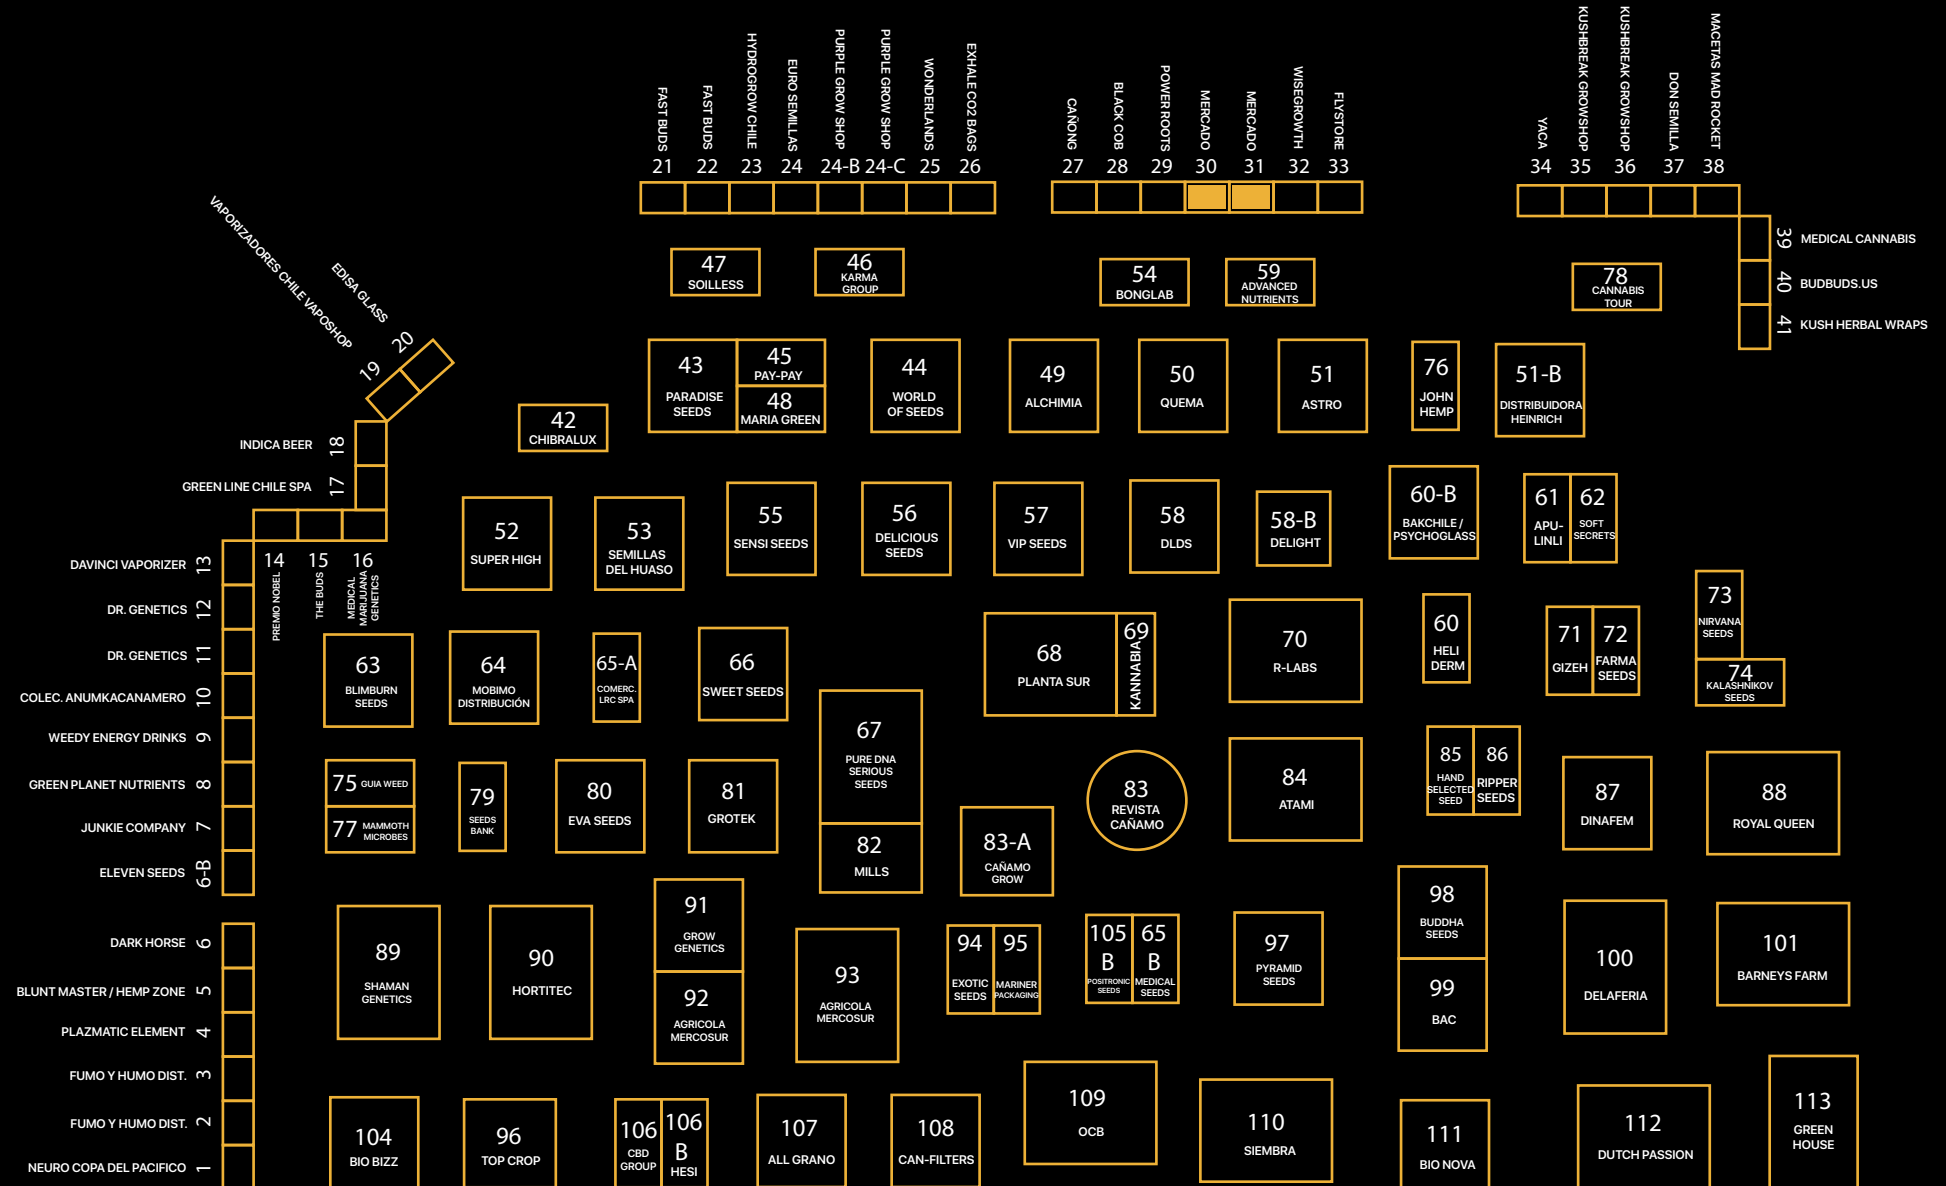 FAST BUDS
21
FAST BUDS
22
HYDROGROW CHILE
23
EURO SEMILLAS
24
PURPLE GROW SHOP
24-B
PURPLE GROW SHOP
24-C
WONDERLANDS
25
EXHALE CO2 BAGS
26
CAÑONG
27
BLACK COB
28
POWER ROOTS
29
MERCADO
30
MERCADO
31
WISEGROWTH
32
FLYSTORE
33
YACA
34
KUSHBREAK GROWSHOP
35
KUSHBREAK GROWSHOP
36
DON SEMILLA
37
MACETAS MAD ROCKET
38
39
MEDICAL CANNABIS
40
BUDBUDS.US
41
KUSH HERBAL WRAPS
VAPORIZADORES CHILE VAPOSHOP
19
EDISA GLASS
20
INDICA BEER
18
GREEN LINE CHILE SPA
17
47
SOILLESS
46
KARMA
GROUP
54
BONGLAB
59
ADVANCED
NUTRIENTS
78
CANNABIS
TOUR
42
CHIBRALUX
43
PARADISE
SEEDS
45
PAY-PAY
48
MARIA GREEN
44
WORLD
OF SEEDS
49
ALCHIMIA
50
QUEMA
51
ASTRO
76
JOHN
HEMP
51-B
DISTRIBUIDORA
HEINRICH
52
SUPER HIGH
53
SEMILLAS
DEL HUASO
55
SENSI SEEDS
56
DELICIOUS
SEEDS
57
VIP SEEDS
58
DLDS
58-B
DELIGHT
60-B
BAKCHILE /
PSYCHOGLASS
61
APU-
LINLI
62
SOFT
SECRETS
DAVINCI VAPORIZER
13
14
PREMIO NOBEL
15
THE BUDS
16
MEDICAL
MARIJUANA
GENETICS
DR. GENETICS
12
DR. GENETICS
11
COLEC. ANUMKACANAMERO
10
WEEDY ENERGY DRINKS
9
GREEN PLANET NUTRIENTS
8
JUNKIE COMPANY
7
ELEVEN SEEDS
6-B
63
BLIMBURN
SEEDS
64
MOBIMO
DISTRIBUCIÓN
65-A
COMERC.
LRC SPA
66
SWEET SEEDS
68
PLANTA SUR
69
KANNABIA
70
R-LABS
60
HELI
DERM
71
GIZEH
72
FARMA
SEEDS
73
NIRVANA
SEEDS
74
KALASHNIKOV
SEEDS
67
PURE DNA
SERIOUS
SEEDS
75 GUIA WEED
77 MAMMOTH
MICROBES
79
SEEDS
BANK
80
EVA SEEDS
81
GROTEK
82
MILLS
83-A
CAÑAMO
GROW
83
REVISTA
CAÑAMO
84
ATAMI
85
HAND
SELECTED
SEED
86
RIPPER
SEEDS
87
DINAFEM
88
ROYAL QUEEN
DARK HORSE
6
BLUNT MASTER / HEMP ZONE
5
PLAZMATIC ELEMENT
4
FUMO Y HUMO DIST.
3
FUMO Y HUMO DIST.
2
NEURO COPA DEL PACIFICO
1
89
SHAMAN
GENETICS
90
HORTITEC
91
GROW
GENETICS
92
AGRICOLA
MERCOSUR
93
AGRICOLA
MERCOSUR
94
EXOTIC
SEEDS
95
MARINER
PACKAGING
105
B
POSITRONIC
SEEDS
65
B
MEDICAL
SEEDS
97
PYRAMID
SEEDS
98
BUDDHA
SEEDS
99
BAC
100
DELAFERIA
101
BARNEYS FARM
104
BIO BIZZ
96
TOP CROP
106
CBD
GROUP
106
B
HESI
107
ALL GRANO
108
CAN-FILTERS
109
OCB
110
SIEMBRA
111
BIO NOVA
112
DUTCH PASSION
113
GREEN
HOUSE